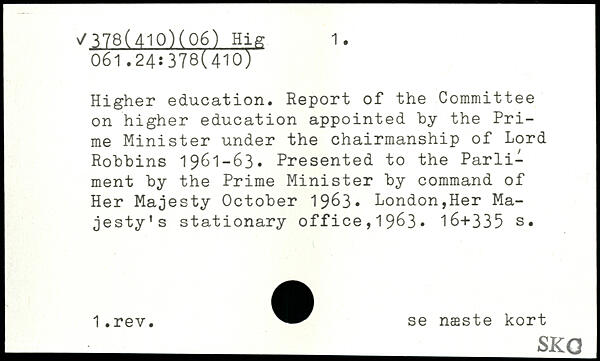 ✓378(410)(06) Hig 1.
061.24:378(410)
Higher education. Report of the Committee
on higher education appointed by the Pri-
me Minister under the chairmanship of Lord
Robbins 1961-63. Presented to the Parli-
ment by the Prime Minister by command of
Her Majesty October 1963. London,Her Ma-
jesty's stationary office,1963. 16+335 s.
1.rev. se næste kort
SKC